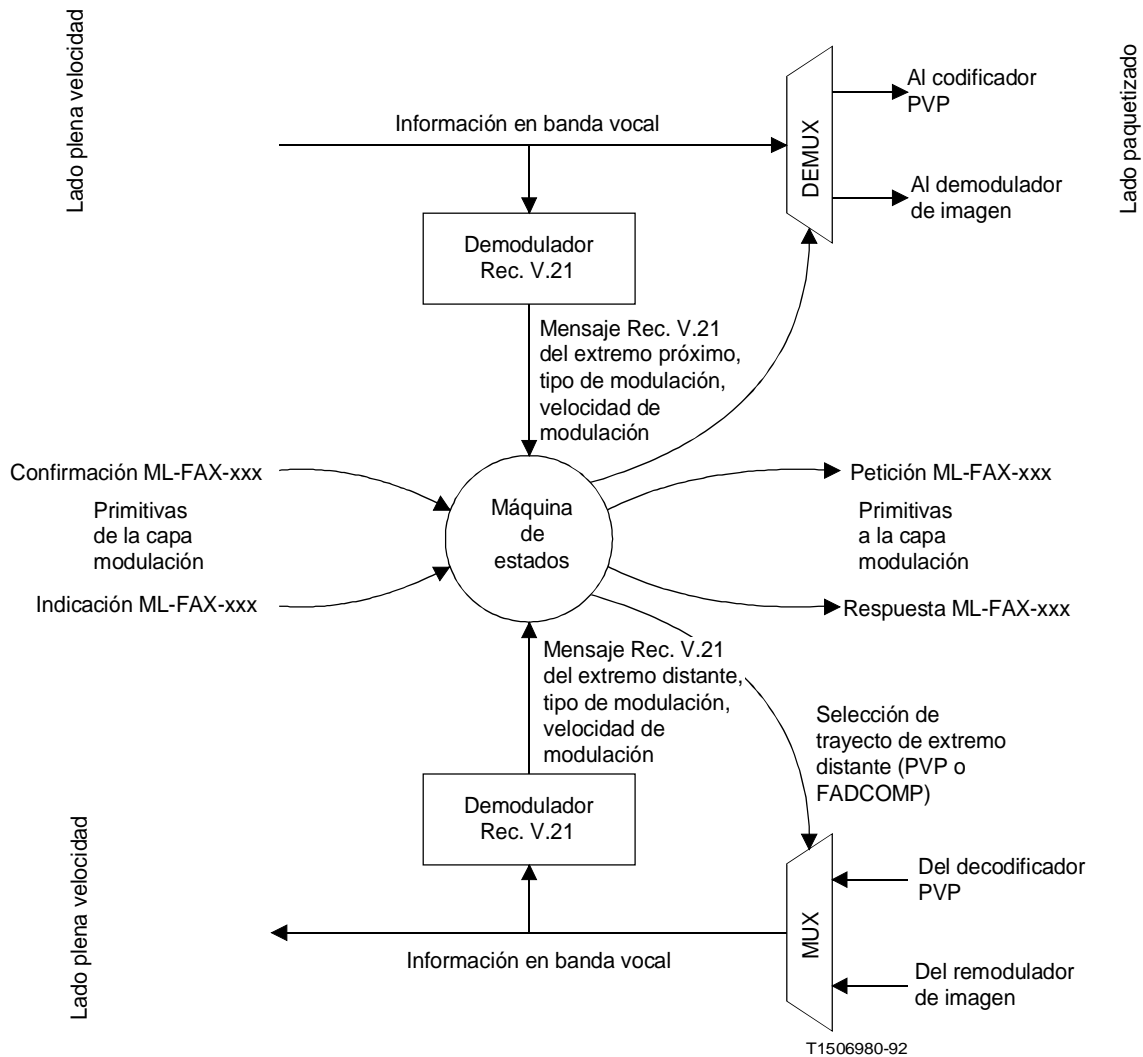 Lado plena velocidad
Lado paquetizado
Información en banda vocal
DEMUX
Al codificador
PVP
Al demodulador
de imagen
Demodulador
Rec. V.21
Mensaje Rec. V.21
del extremo próximo,
tipo de modulación,
velocidad de
modulación
Confirmación ML-FAX-xxx
Primitivas
de la capa
modulación
Indicación ML-FAX-xxx
Máquina
de
estados
Petición ML-FAX-xxx
Primitivas
a la capa
modulación
Respuesta ML-FAX-xxx
Mensaje Rec. V.21
del extremo distante,
tipo de modulación,
velocidad de
modulación
Selección de
trayecto de extremo
distante (PVP o
FADCOMP)
Demodulador
Rec. V.21
Lado plena velocidad
Información en banda vocal
MUX
Del decodificador
PVP
Del remodulador
de imagen
T1506980-92